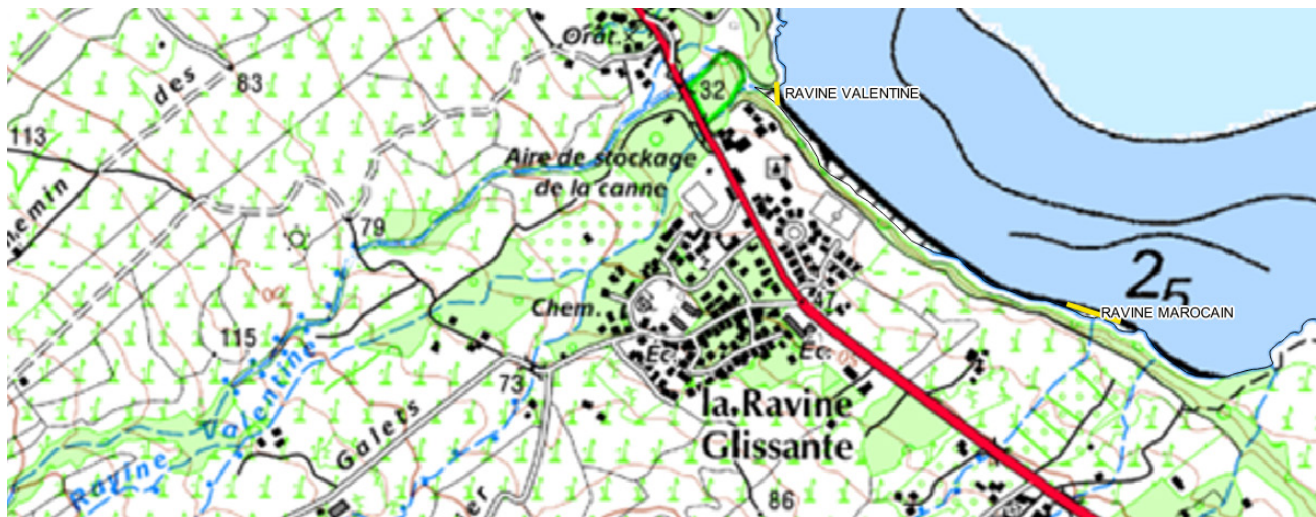 Orat.
83
des
32
RAVINE VALENTINE
113
Aire de stockage
de la canne
79
Chem.
47
25
RAVINE MAROCAIN
115
Ec.
Ec.
73
la Ravine
Glissante
Galets
Ravine Valentine
86